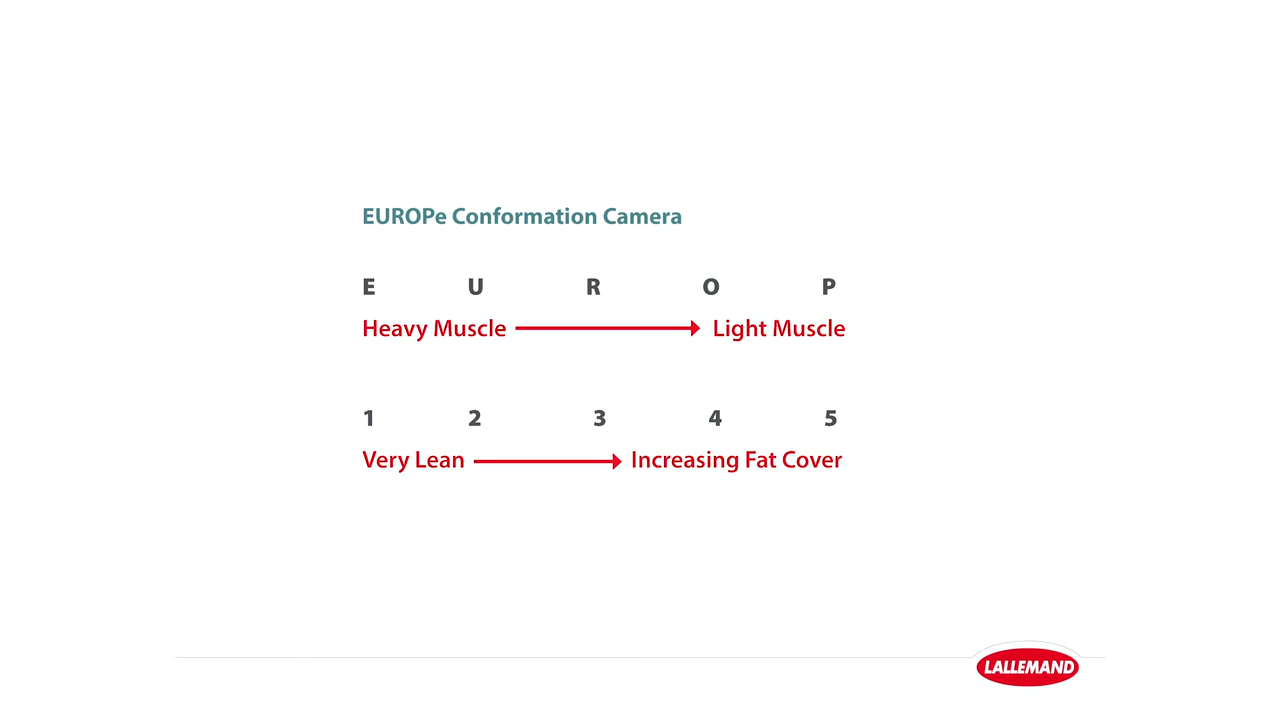 EUROPe Conformation Camera
E U R O P
Heavy Muscle Light Muscle
1 2 3 4 5
Very Lean Increasing Fat Cover
LALLEMAND